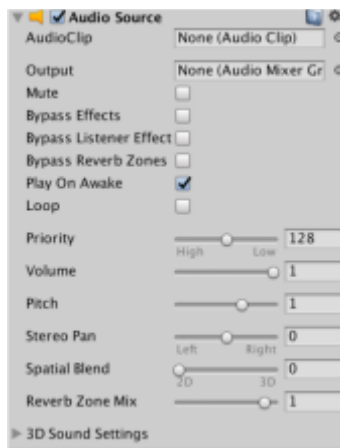 Audio Source
AudioClip None (Audio Clip)
Output None (Audio Mixer Gr
Mute
Bypass Effects
Bypass Listener Effect
Bypass Reverb Zones
Play On Awake
Loop
Priority 128
High Low
Volume 1
Pitch 1
Stereo Pan 0
Left Right
Spatial Blend 0
2D 3D
Reverb Zone Mix 1
3D Sound Settings